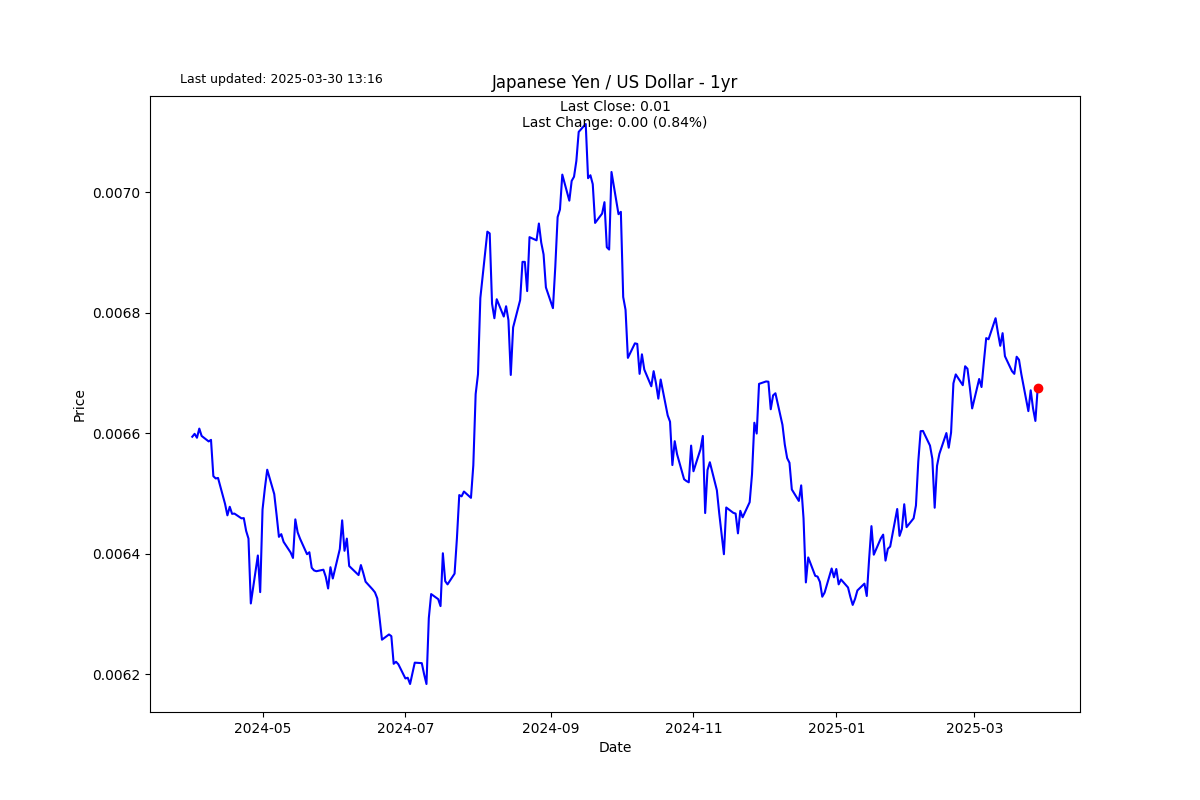 Last updated: 2025-03-30 13:16
Japanese Yen / US Dollar - 1yr
Last Close: 0.01
Last Change: 0.00 (0.84%)
0.0070
0.0068
0.0066
0.0064
0.0062
Price
2024-05
2024-07
2024-09
2024-11
2025-01
2025-03
Date